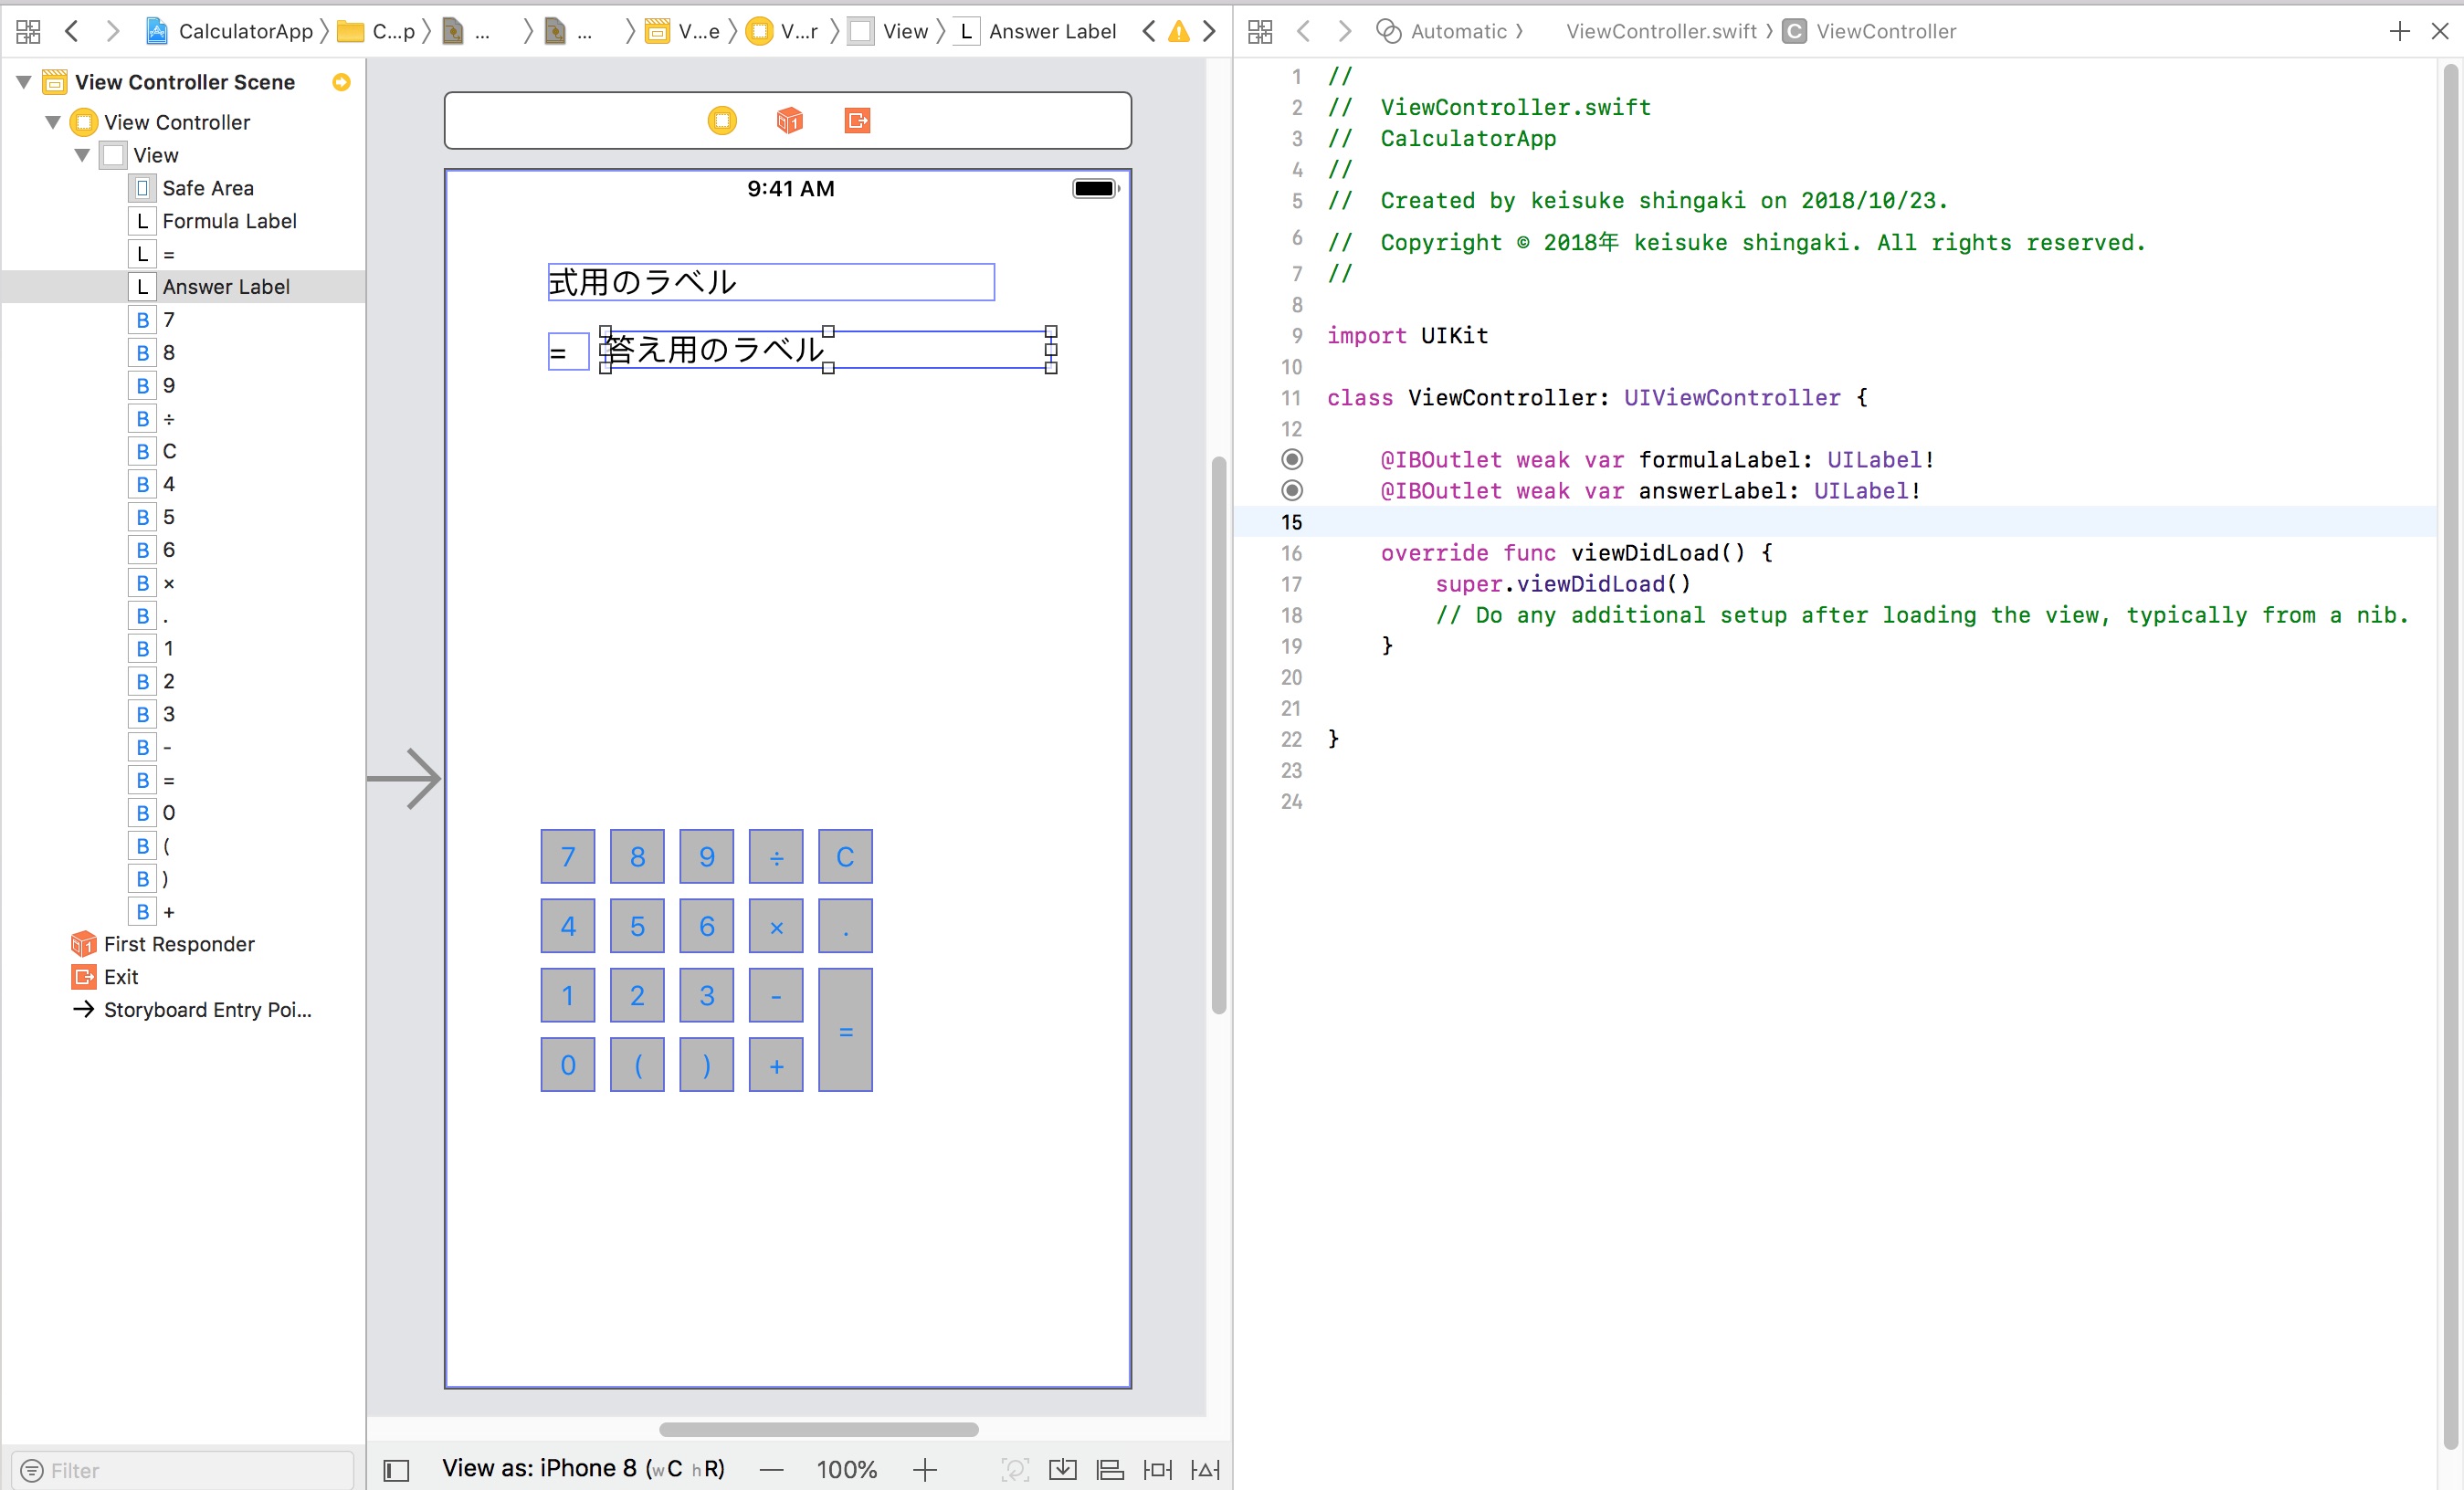 CalculatorApp 〉 C...p 〉 ... 〉 ... 〉 V...e 〉 V...r 〉 View 〉 L Answer Label
View Controller Scene
View Controller
View
Safe Area
L Formula Label
L =
L Answer Label
B 7
B 8
B 9
B ÷
B C
B 4
B 5
B 6
B ×
B .
B 1
B 2
B 3
B -
B =
B 0
B (
B )
B +
First Responder
Exit
Storyboard Entry Poi...
Filter
9:41 AM
式用のラベル
= 答え用のラベル
7 8 9 ÷ C
4 5 6 × .
1 2 3 -
=
0 ( ) +
View as: iPhone 8 (wC hR) — 100% +
Automatic 〉 ViewController.swift 〉 C ViewController
1 //
2 //  ViewController.swift
3 //  CalculatorApp
4 //
5 //  Created by keisuke shingaki on 2018/10/23.
6 //  Copyright © 2018年 keisuke shingaki. All rights reserved.
7 //
8
9 import UIKit
10
11 class ViewController: UIViewController {
12
@IBOutlet weak var formulaLabel: UILabel!
@IBOutlet weak var answerLabel: UILabel!
15
16     override func viewDidLoad() {
17         super.viewDidLoad()
18         // Do any additional setup after loading the view, typically from a nib.
19     }
20
21
22 }
23
24